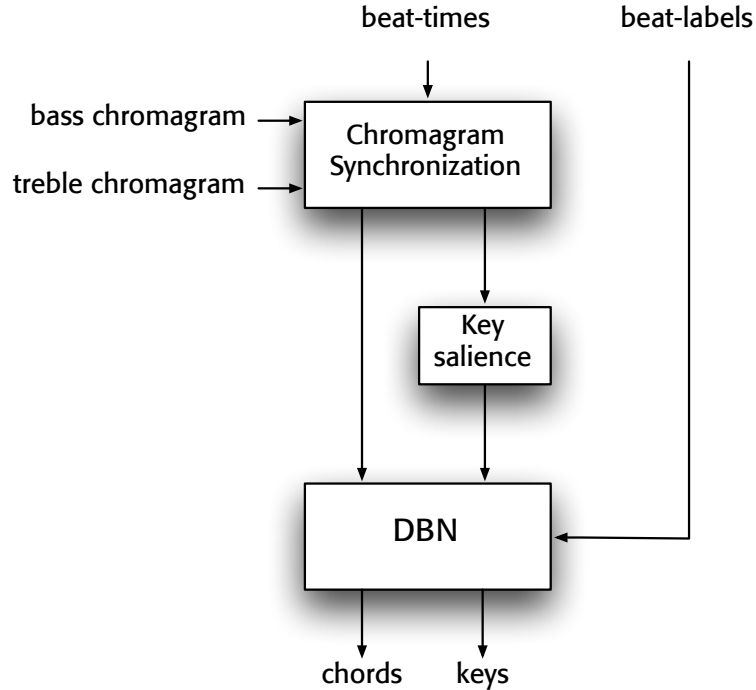 beat-times
beat-labels
bass chromagram
treble chromagram
Chromagram
Synchronization
Key
salience
DBN
chords
keys